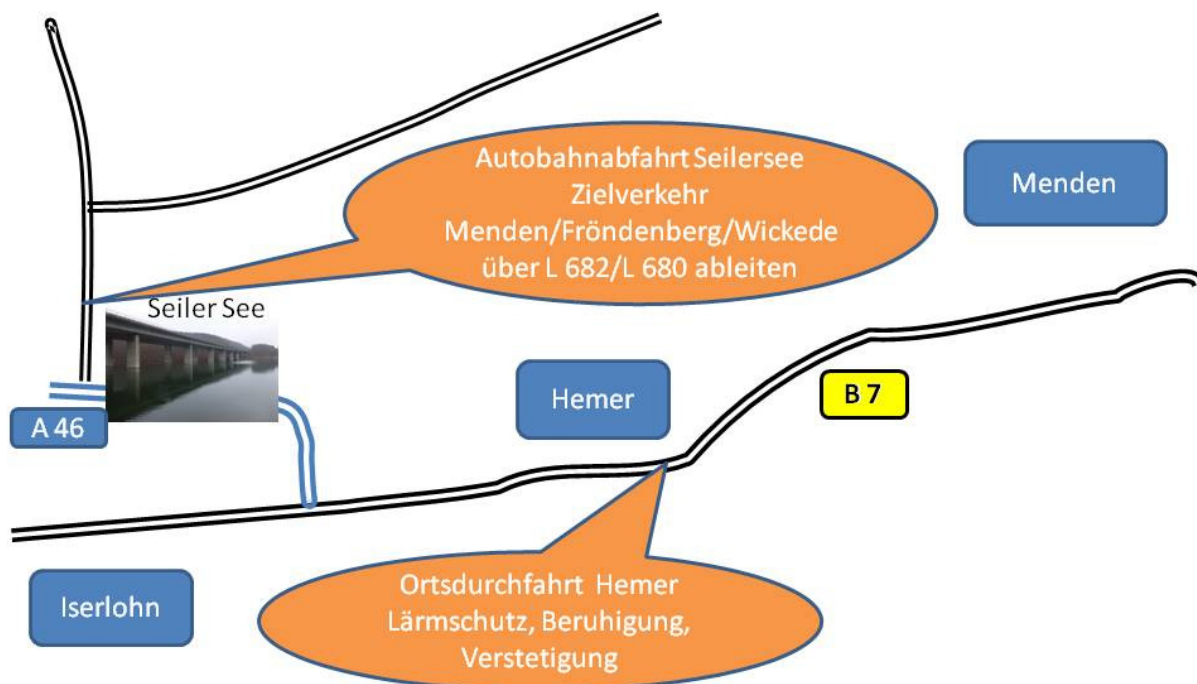 Autobahnabfahrt Seilersee
Zielverkehr
Menden/Fröndenberg/Wickede
über L 682/L 680 ableiten
Menden
Seiler See
A 46
Hemer
B 7
Iserlohn
Ortsdurchfahrt Hemer
Lärmschutz, Beruhigung,
Verstetigung